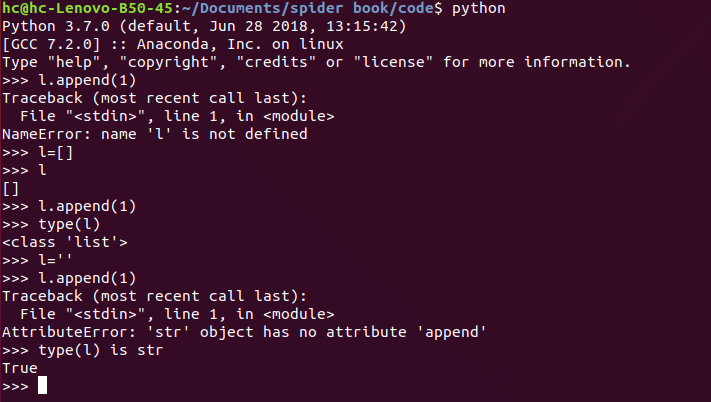 hc@hc-Lenovo-B50-45:~/Documents/spider book/code$ python
Python 3.7.0 (default, Jun 28 2018, 13:15:42)
[GCC 7.2.0] :: Anaconda, Inc. on linux
Type "help", "copyright", "credits" or "license" for more information.
>>> l.append(1)
Traceback (most recent call last):
  File "<stdin>", line 1, in <module>
NameError: name 'l' is not defined
>>> l=[]
>>> l
[]
>>> l.append(1)
>>> type(l)
<class 'list'>
>>> l=''
>>> l.append(1)
Traceback (most recent call last):
  File "<stdin>", line 1, in <module>
AttributeError: 'str' object has no attribute 'append'
>>> type(l) is str
True
>>>